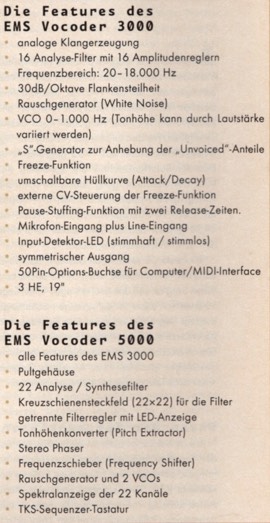 Die Features des
EMS Vocoder 3000
• analoge Klangerzeugung
• 16 Analyse-Filter mit 16 Amplitudenreglern
• Frequenzbereich: 20–18.000 Hz
• 30dB/Oktave Flankensteilheit
• Rauschgenerator (White Noise)
• VCO 0–1.000 Hz (Tonhöhe kann durch Lautstärke
variiert werden)
• „S"-Generator zur Anhebung der „Unvoiced"-Anteile
• Freeze-Funktion
• umschaltbare Hüllkurve (Attack/Decay)
• externe CV-Steuerung der Freeze-Funktion
• Pause-Stuffing-Funktion mit zwei Release-Zeiten.
• Mikrofon-Eingang plus Line-Eingang
• Input-Detektor-LED (stimmhaft / stimmlos)
• symmetrischer Ausgang
• 50Pin-Options-Buchse für Computer/MIDI-Interface
• 3 HE, 19"
Die Features des
EMS Vocoder 5000
• alle Features des EMS 3000
• Pultgehäuse
• 22 Analyse / Synthesefilter
• Kreuzschienensteckfeld (22×22) für die Filter
• getrennte Filterregler mit LED-Anzeige
• Tonhöhenkonverter (Pitch Extractor)
• Stereo Phaser
• Frequenzschieber (Frequency Shifter)
• Rauschgenerator und 2 VCOs
• Spektralanzeige der 22 Kanäle
• TKS-Sequenzer-Tastatur